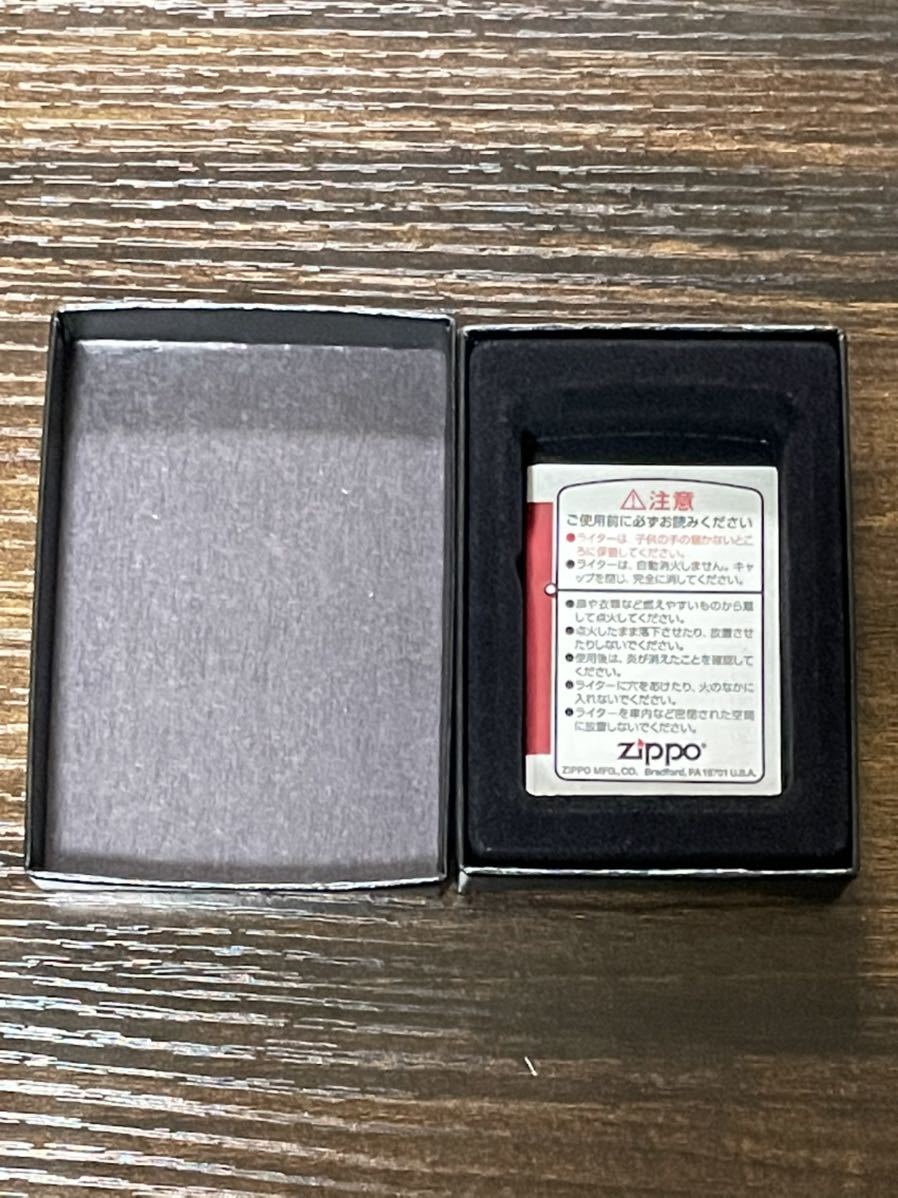 ⚠注意
ご使用前に必ずお読みください
●ライターは、子供の手の届かないとこ
ろに保管してください。
●ライターは、自動消火しません。キャ
ップを閉じ、完全に消してください。
●顔や衣類など燃えやすいものから離
して点火してください。
●点火したまま落下させたり、放置させ
たりしないでください。
●使用後は、炎が消えたことを確認して
ください。
●ライターに穴をあけたり、火のなかに
入れないでください。
●ライターを車内など密閉された空間
に放置しないでください。
Zippo®
ZIPPO MFG., CO. Bradford, PA 16701 U.S.A.